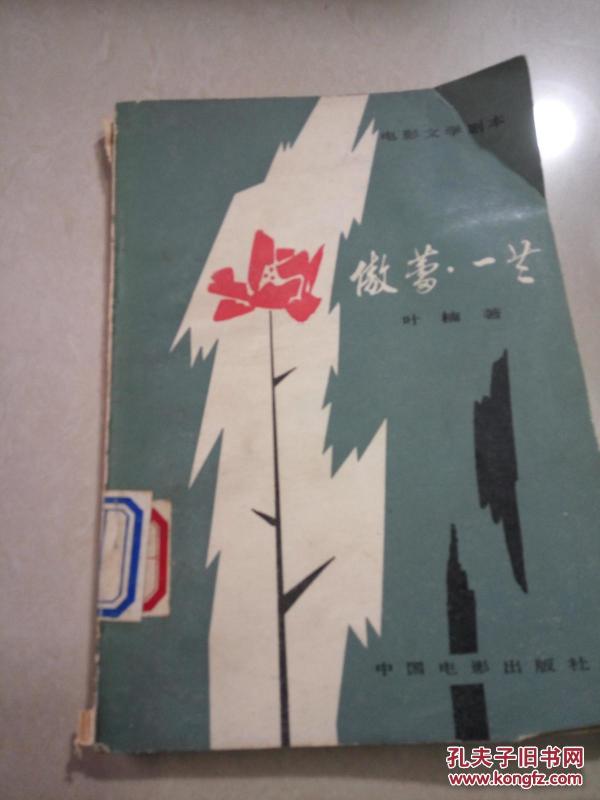 电影文学剧本
傲蕾·一兰
叶楠 著
中国电影出版社
孔夫子旧书网
www.kongfz.com